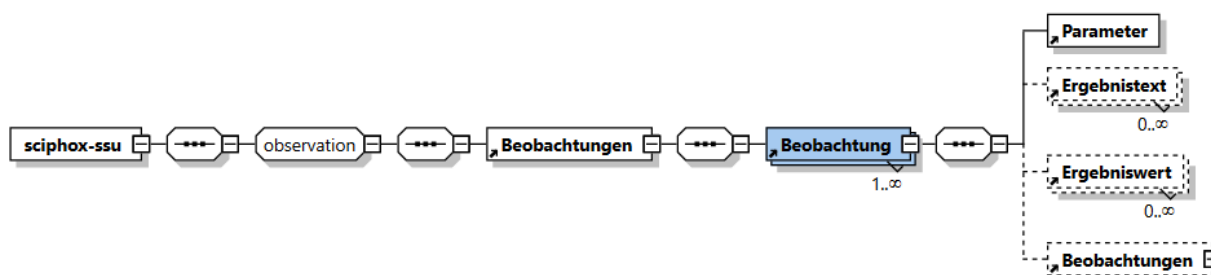 Parameter
Ergebnistext
0..∞
sciphox-ssu
observation
Beobachtungen
Beobachtung
1..∞
Ergebniswert
0..∞
Beobachtungen